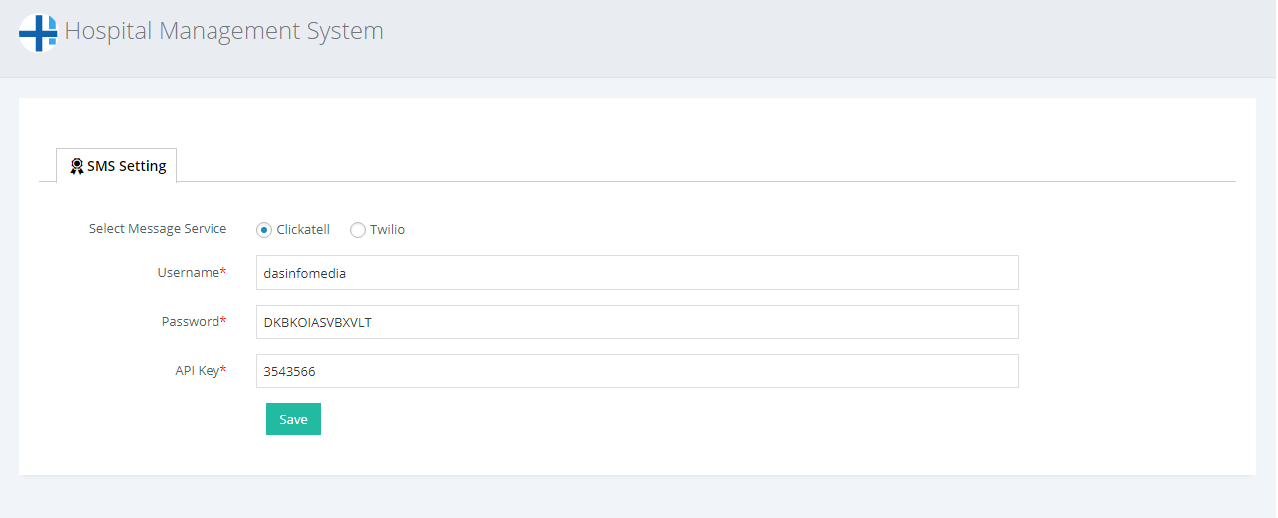 Hospital Management System
SMS Setting
Select Message Service Clickatell Twilio
Username* dasinfomedia
Password* DKBKOIASVBXVLT
API Key* 3543566
Save